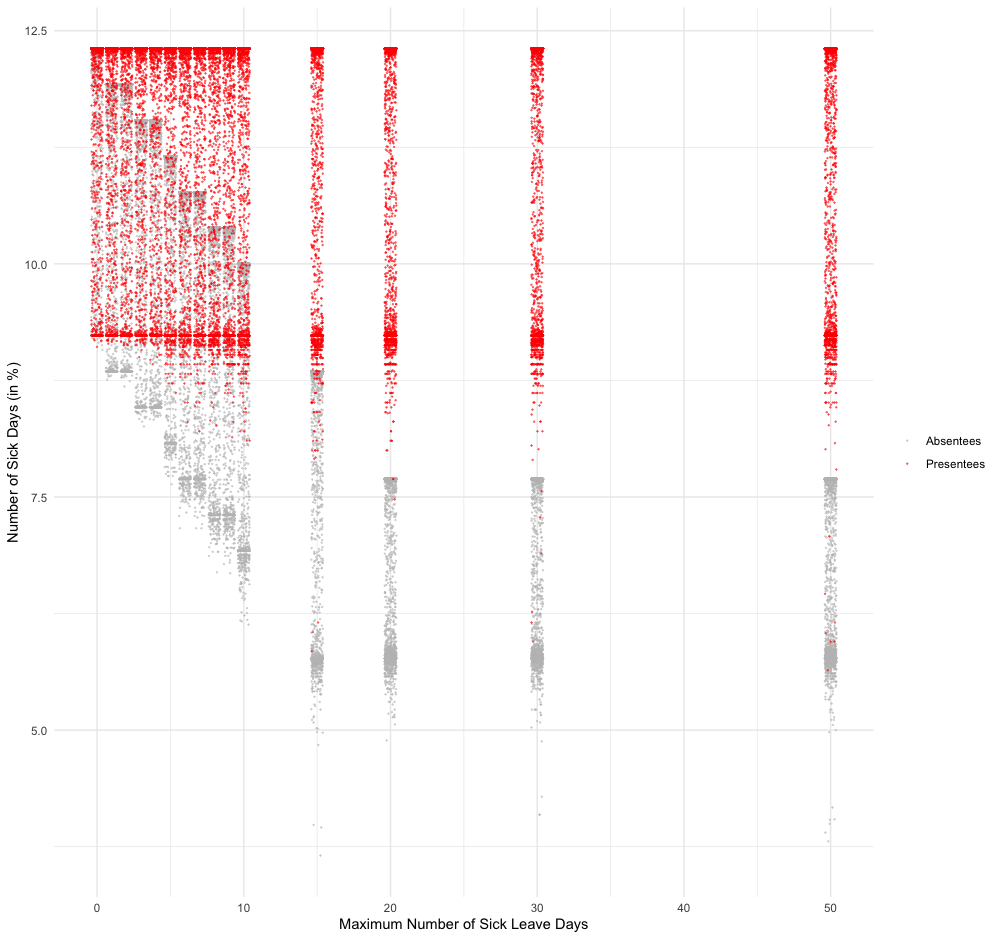 12.5
10.0
7.5
5.0
Number of Sick Days (in %)
0
10
20
30
40
50
Maximum Number of Sick Leave Days
Absentees
Presentees